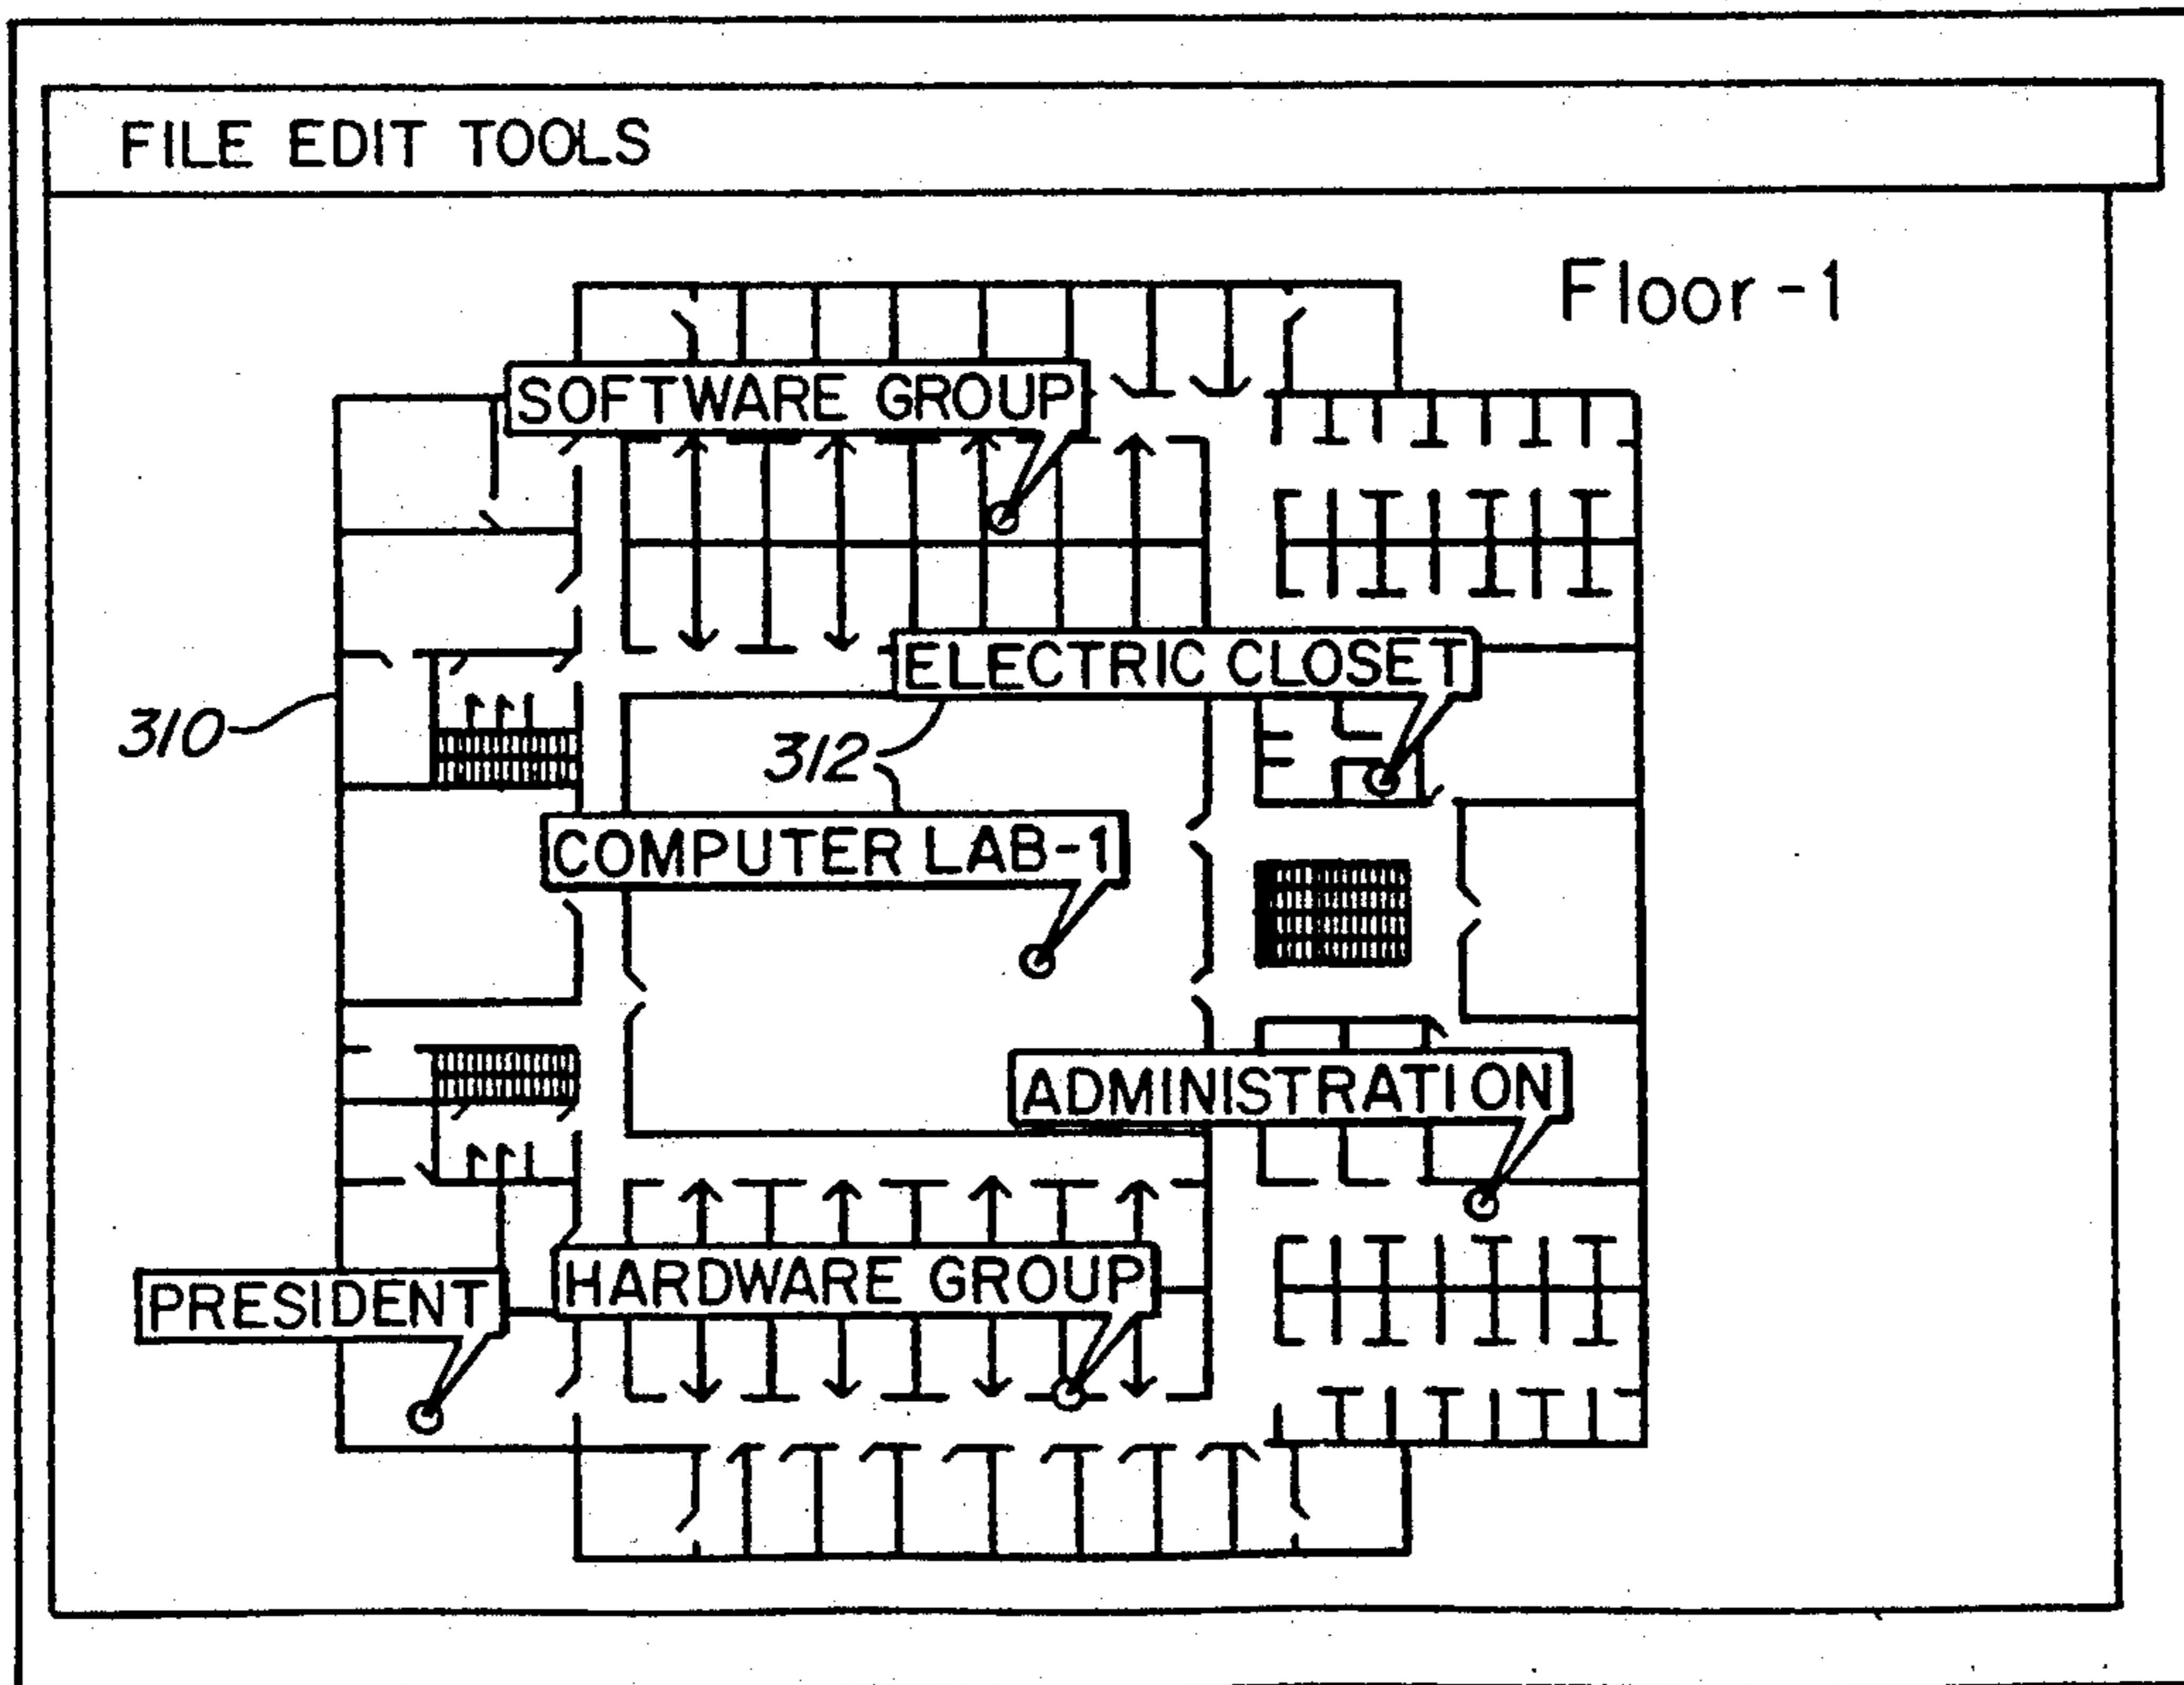 FILE EDIT TOOLS
Floor-1
SOFTWARE GROUP
ELECTRIC CLOSET
310
312
COMPUTER LAB-1
ADMINISTRATION
HARDWARE GROUP
PRESIDENT